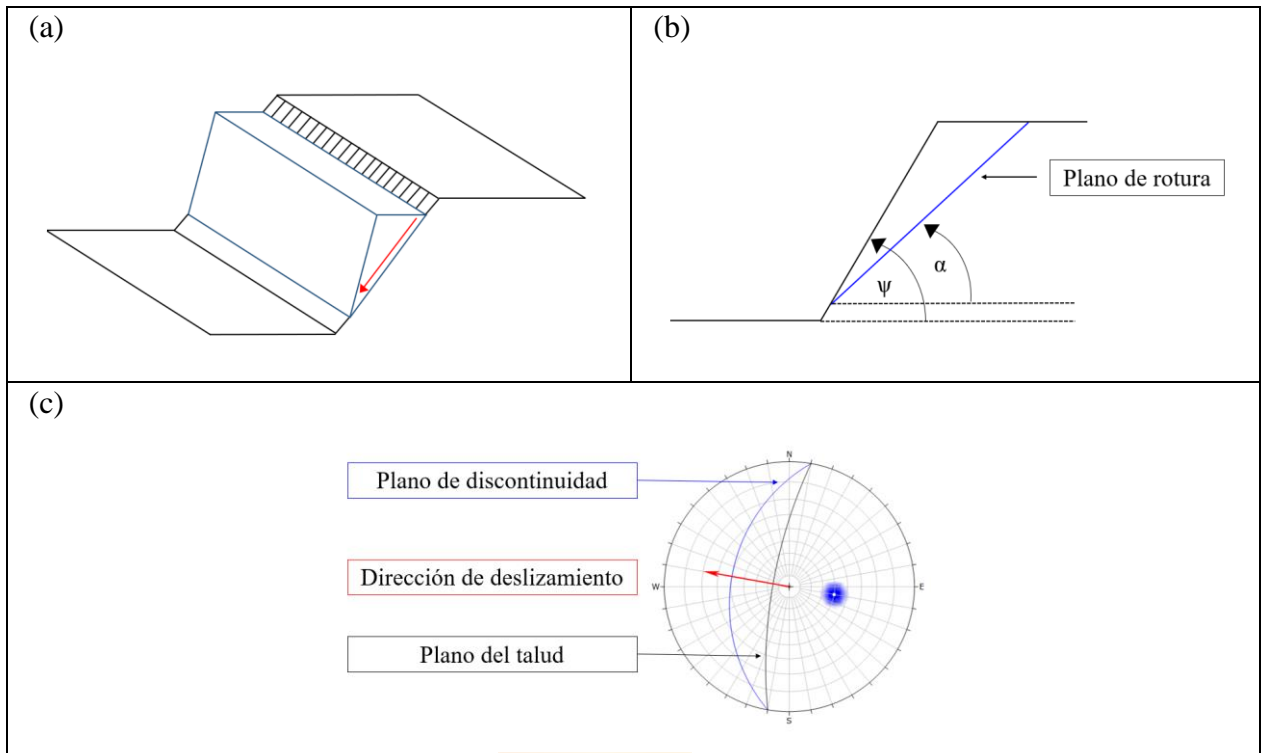 (a)
(b)
Plano de rotura
α
ψ
(c)
Plano de discontinuidad
Dirección de deslizamiento
Plano del talud
N
W
E
S